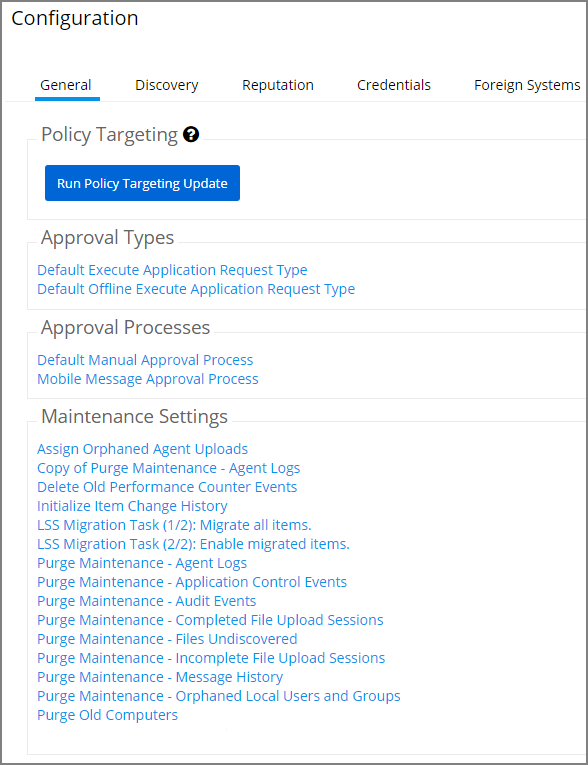 Configuration
General Discovery Reputation Credentials Foreign Systems
Policy Targeting ?
Run Policy Targeting Update
Approval Types
Default Execute Application Request Type
Default Offline Execute Application Request Type
Approval Processes
Default Manual Approval Process
Mobile Message Approval Process
Maintenance Settings
Assign Orphaned Agent Uploads
Copy of Purge Maintenance - Agent Logs
Delete Old Performance Counter Events
Initialize Item Change History
LSS Migration Task (1/2): Migrate all items.
LSS Migration Task (2/2): Enable migrated items.
Purge Maintenance - Agent Logs
Purge Maintenance - Application Control Events
Purge Maintenance - Audit Events
Purge Maintenance - Completed File Upload Sessions
Purge Maintenance - Files Undiscovered
Purge Maintenance - Incomplete File Upload Sessions
Purge Maintenance - Message History
Purge Maintenance - Orphaned Local Users and Groups
Purge Old Computers